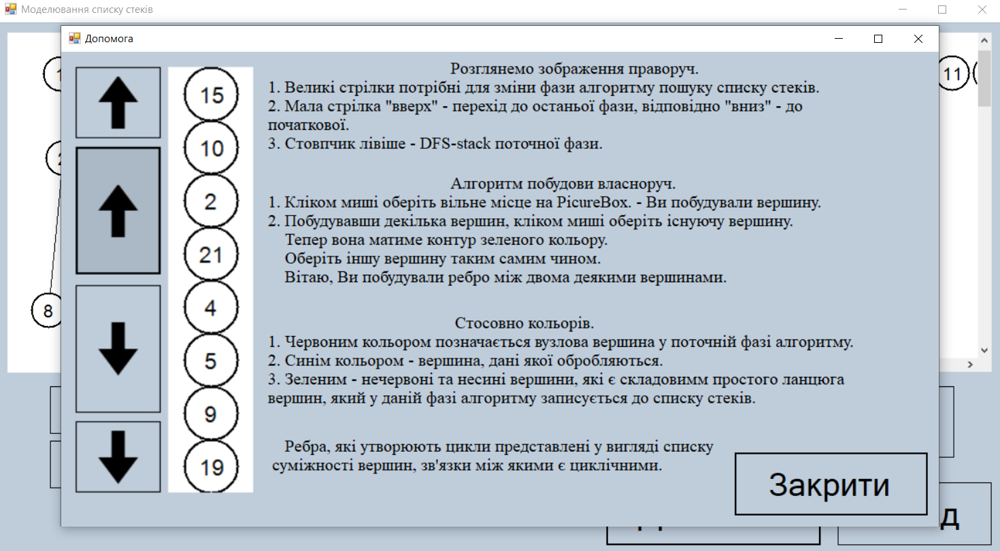 Моделювання списку стеків
Допомога
1
2
8
11
15
10
2
21
4
5
9
19
Розглянемо зображення праворуч.
1. Великі стрілки потрібні для зміни фази алгоритму пошуку списку стеків.
2. Мала стрілка "вверх" - перехід до останьої фази, відповідно "вниз" - до
початкової.
3. Стовпчик лівіше - DFS-stack поточної фази.
Алгоритм побудови власноруч.
1. Кліком миші оберіть вільне місце на PicureBox. - Ви побудували вершину.
2. Побудувавши декілька вершин, кліком миші оберіть існуючу вершину.
Тепер вона матиме контур зеленого кольору.
Оберіть іншу вершину таким самим чином.
Вітаю, Ви побудували ребро між двома деякими вершинами.
Стосовно кольорів.
1. Червоним кольором позначається вузлова вершина у поточній фазі алгоритму.
2. Синім кольором - вершина, дані якої обробляються.
3. Зеленим - нечервоні та несині вершини, які є складовимм простого ланцюга
вершин, який у даній фазі алгоритму записується до списку стеків.
Ребра, які утворюють цикли представлені у вигляді списку
суміжності вершин, зв'язки між якими є циклічними.
Закрити